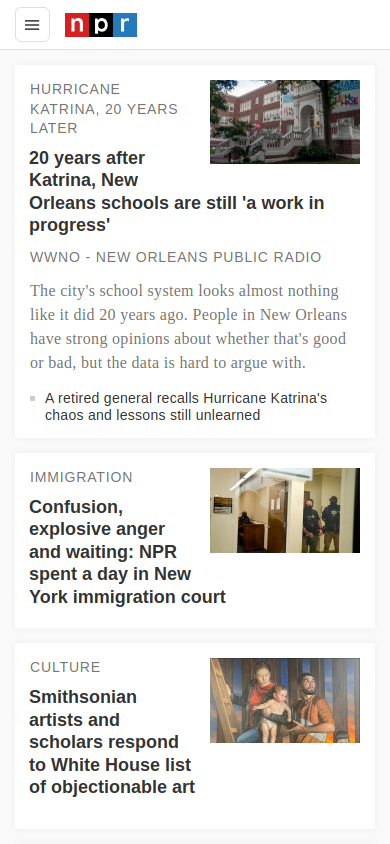 npr
HURRICANE
KATRINA, 20 YEARS
LATER
20 years after
Katrina, New
Orleans schools are still 'a work in
progress'
WWNO - NEW ORLEANS PUBLIC RADIO
The city's school system looks almost nothing
like it did 20 years ago. People in New Orleans
have strong opinions about whether that's good
or bad, but the data is hard to argue with.
A retired general recalls Hurricane Katrina's
chaos and lessons still unlearned
IMMIGRATION
Confusion,
explosive anger
and waiting: NPR
spent a day in New
York immigration court
CULTURE
Smithsonian
artists and
scholars respond
to White House list
of objectionable art